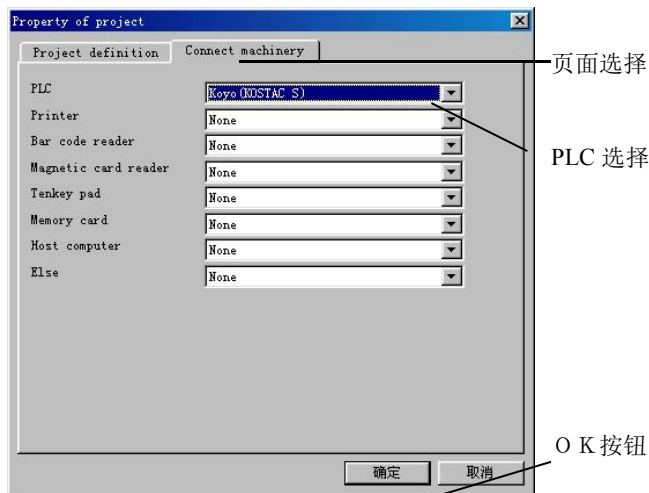 Property of project
Project definition Connect machinery
页面选择
PLC Koyo(KOSTAC S)
Printer None
PLC 选择
Bar code reader None
Magnetic card reader None
Tenkey pad None
Memory card None
Host computer None
Else None
ＯＫ按钮
确定 取消